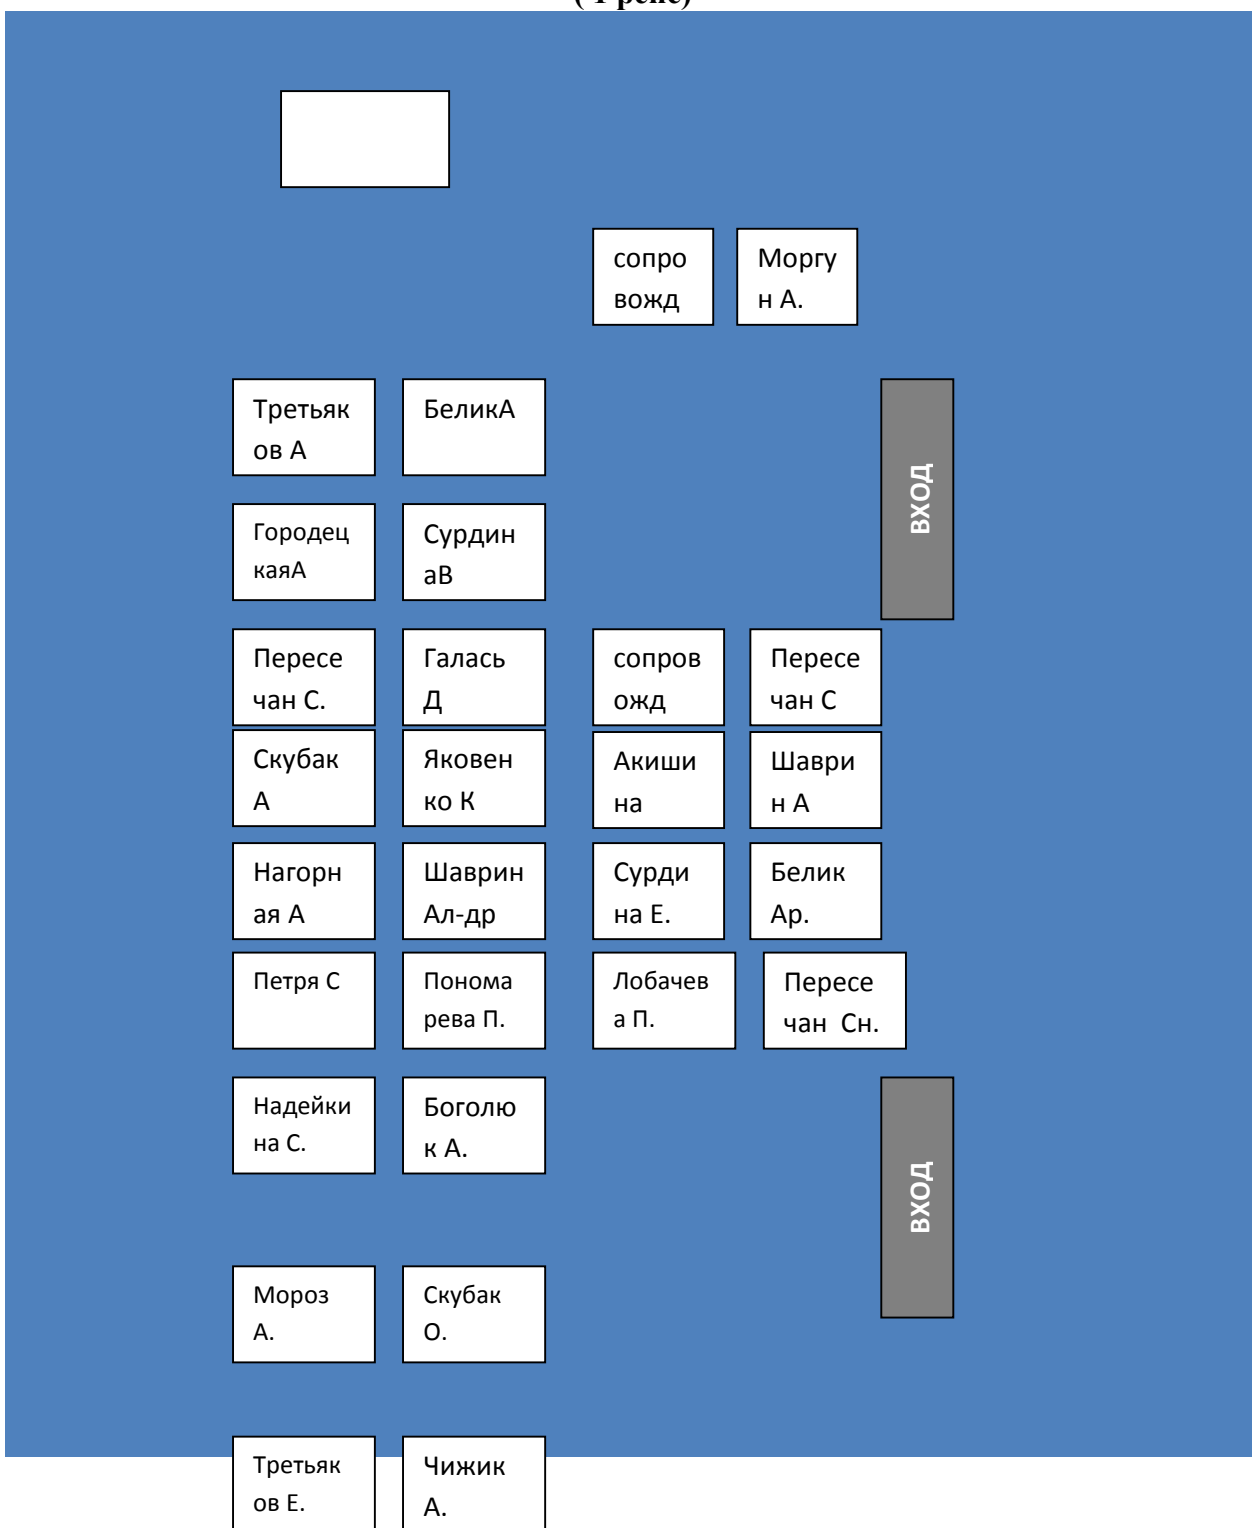 ( 1 рейс)
сопро
вожд
Моргу
н А.
Третьяк
ов А
БеликА
ВХОД
Городец
каяА
Сурдин
аВ
Пересе
чан С.
Галась
Д
сопров
ожд
Пересе
чан С
Скубак
А
Яковен
ко К
Акиши
на
Шаври
н А
Нагорн
ая А
Шаврин
Ал-др
Сурди
на Е.
Белик
Ар.
Петря С
Понома
рева П.
Лобачев
а П.
Пересе
чан Сн.
Надейки
на С.
Боголю
к А.
ВХОД
Мороз
А.
Скубак
О.
Третьяк
ов Е.
Чижик
А.